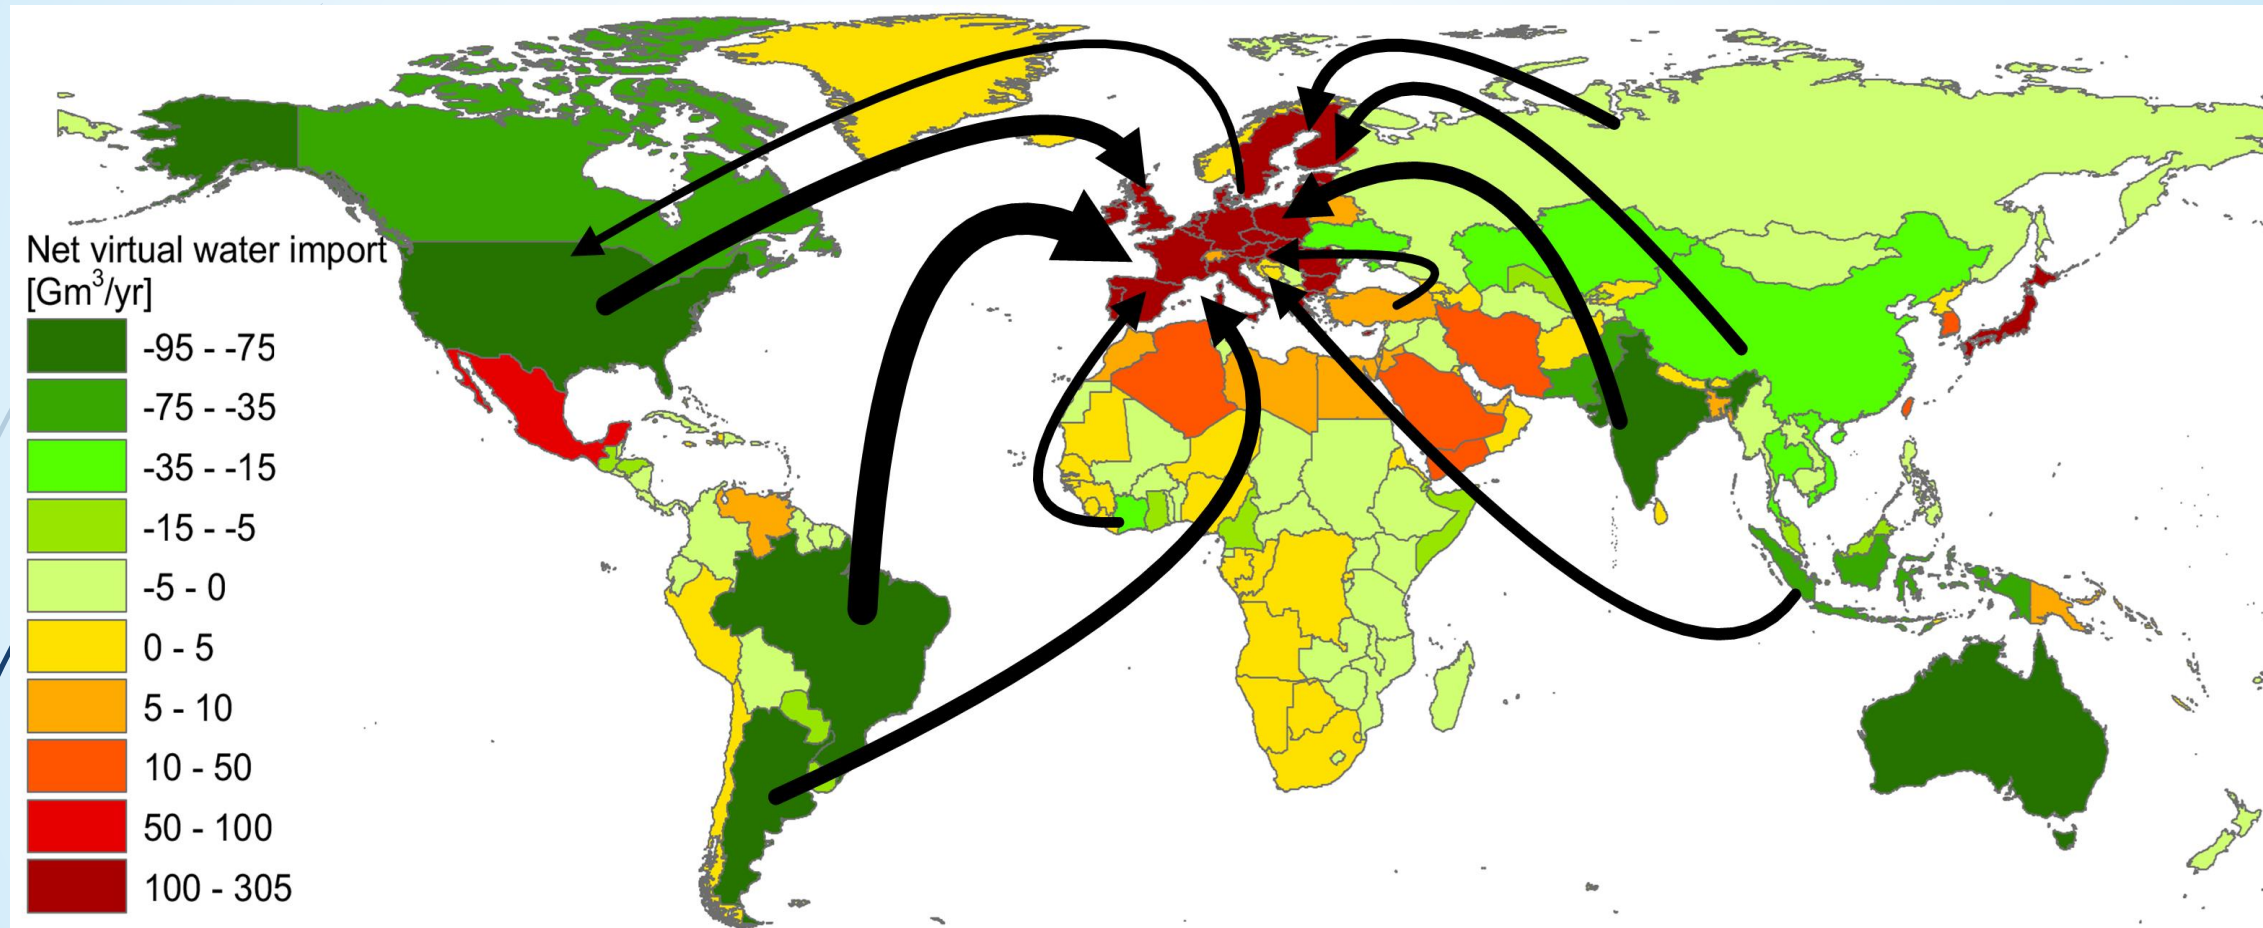 Net virtual water import
[Gm³/yr]
-95 - -75
-75 - -35
-35 - -15
-15 - -5
-5 - 0
0 - 5
5 - 10
10 - 50
50 - 100
100 - 305